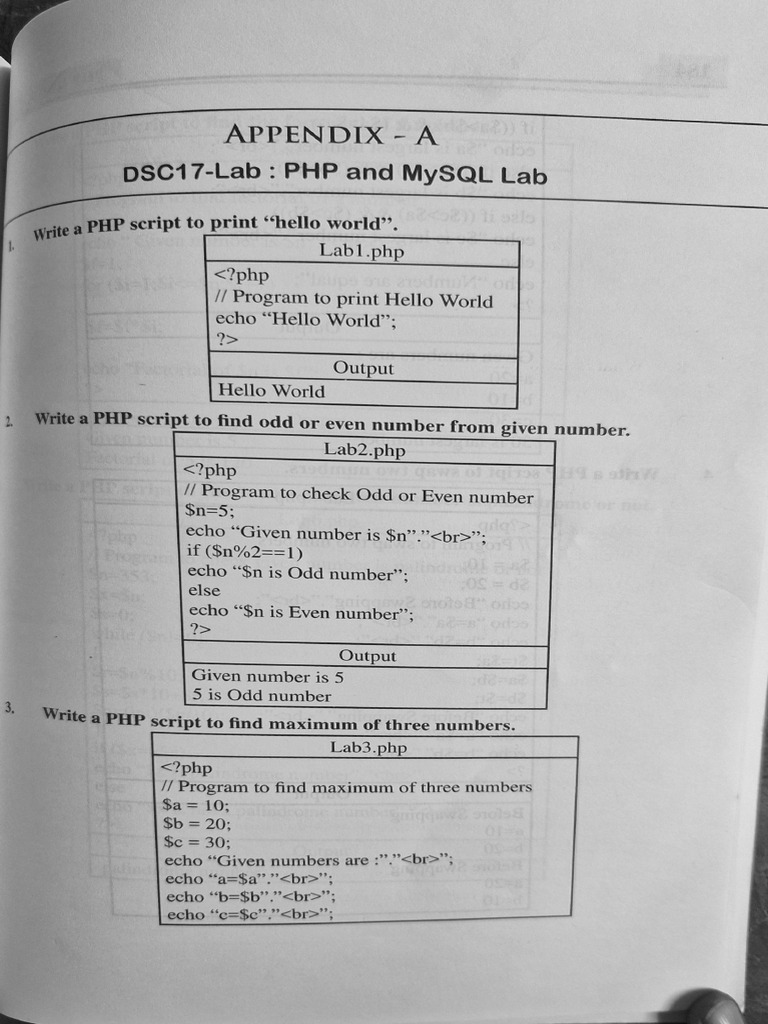 APPENDIX - A
DSC17-Lab : PHP and MySQL Lab
1. Write a PHP script to print “hello world”.
Lab1.php
<?php
// Program to print Hello World
echo “Hello World”;
?>
Output
Hello World
2. Write a PHP script to find odd or even number from given number.
Lab2.php
<?php
// Program to check Odd or Even number
$n=5;
echo “Given number is $n”.”<br>”;
if ($n%2==1)
echo “$n is Odd number”;
else
echo “$n is Even number”;
?>
Output
Given number is 5
5 is Odd number
3. Write a PHP script to find maximum of three numbers.
Lab3.php
<?php
// Program to find maximum of three numbers
$a = 10;
$b = 20;
$c = 30;
echo “Given numbers are :”.”<br>”;
echo “a=$a”.”<br>”;
echo “b=$b”.”<br>”;
echo “c=$c”.”<br>”;